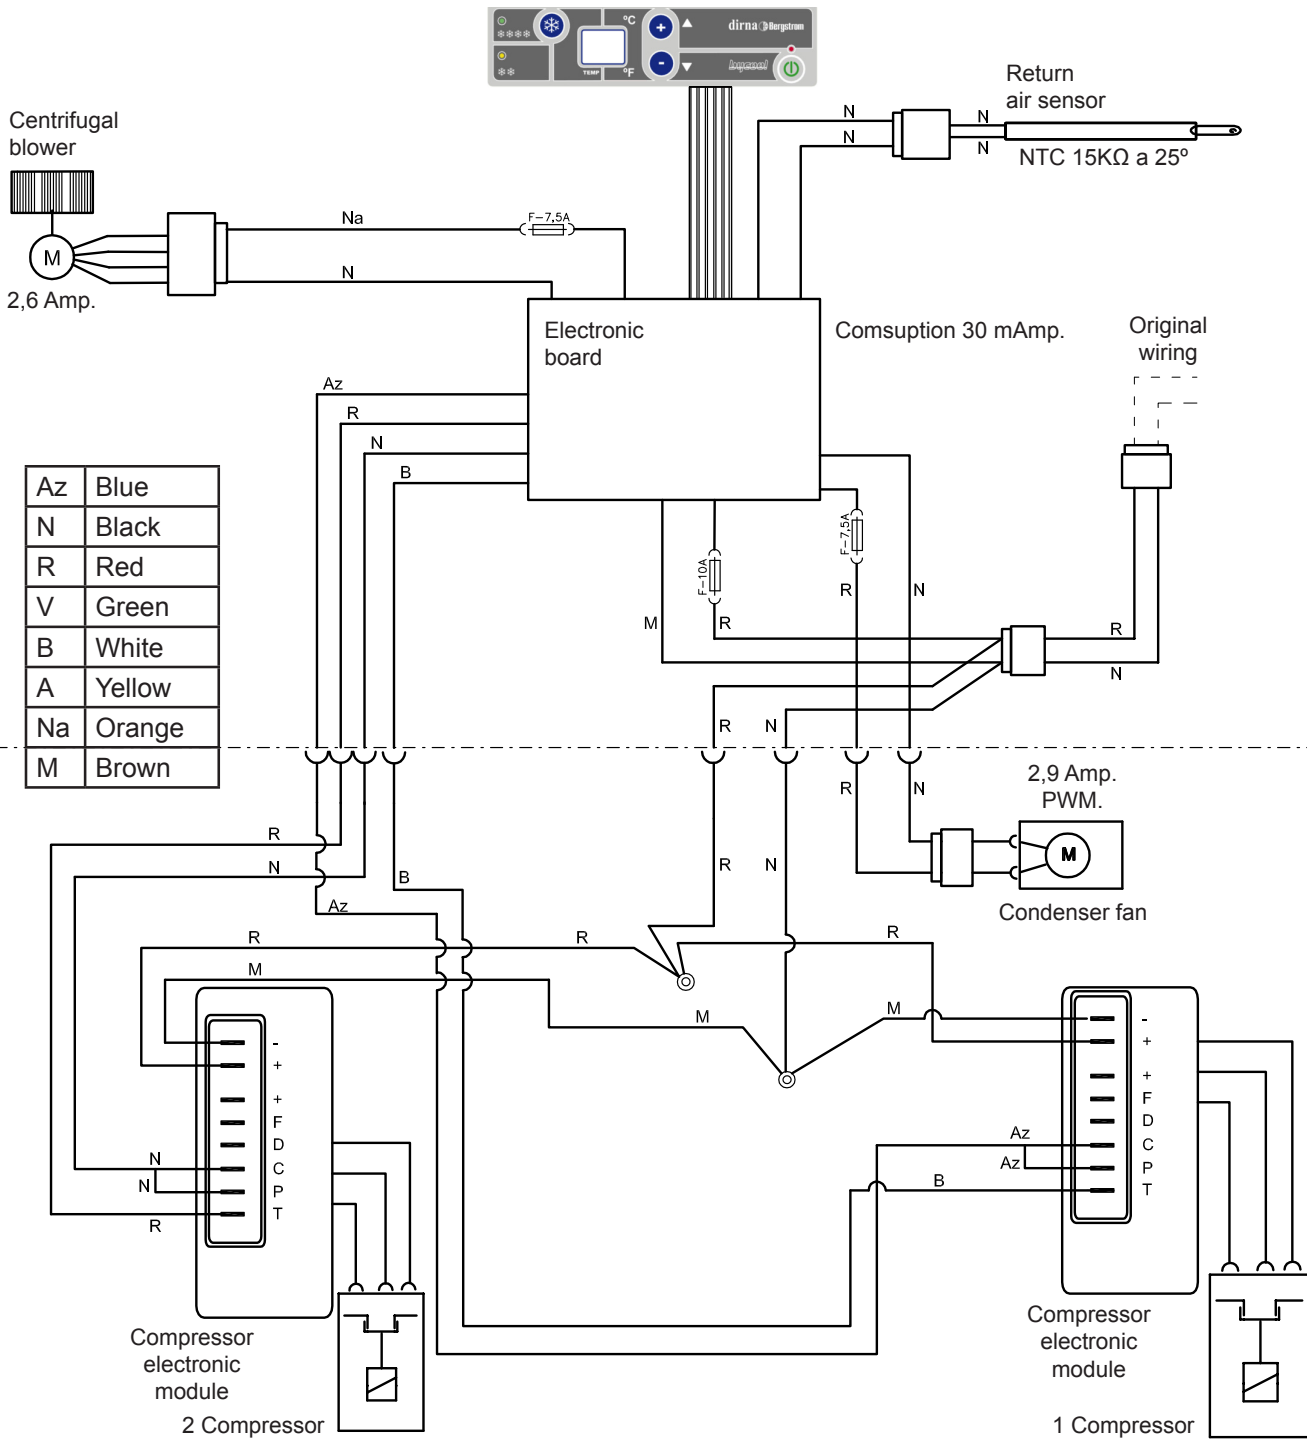 °C
+
dirna Bergstrom
TEMP
°F
-
bycool
Return
air sensor
N
N
N
N
NTC 15KΩ a 25º
Centrifugal
blower
Na
F-7,5A
M
N
2,6 Amp.
Electronic
board
Comsuption 30 mAmp.
Original
wiring
Az
R
N
B
Az Blue
N Black
R Red
V Green
B White
A Yellow
Na Orange
M Brown
F-10A
F-7,5A
R
N
M
R
R
N
R
N
R
N
2,9 Amp.
PWM.
M
Condenser fan
R
N
B
Az
R
N
R
R
R
M
M
M
-
+
+
F
D
C
P
T
N
N
R
-
+
+
F
D
C
P
T
Az
Az
B
Compressor
electronic
module
2 Compressor
Compressor
electronic
module
1 Compressor